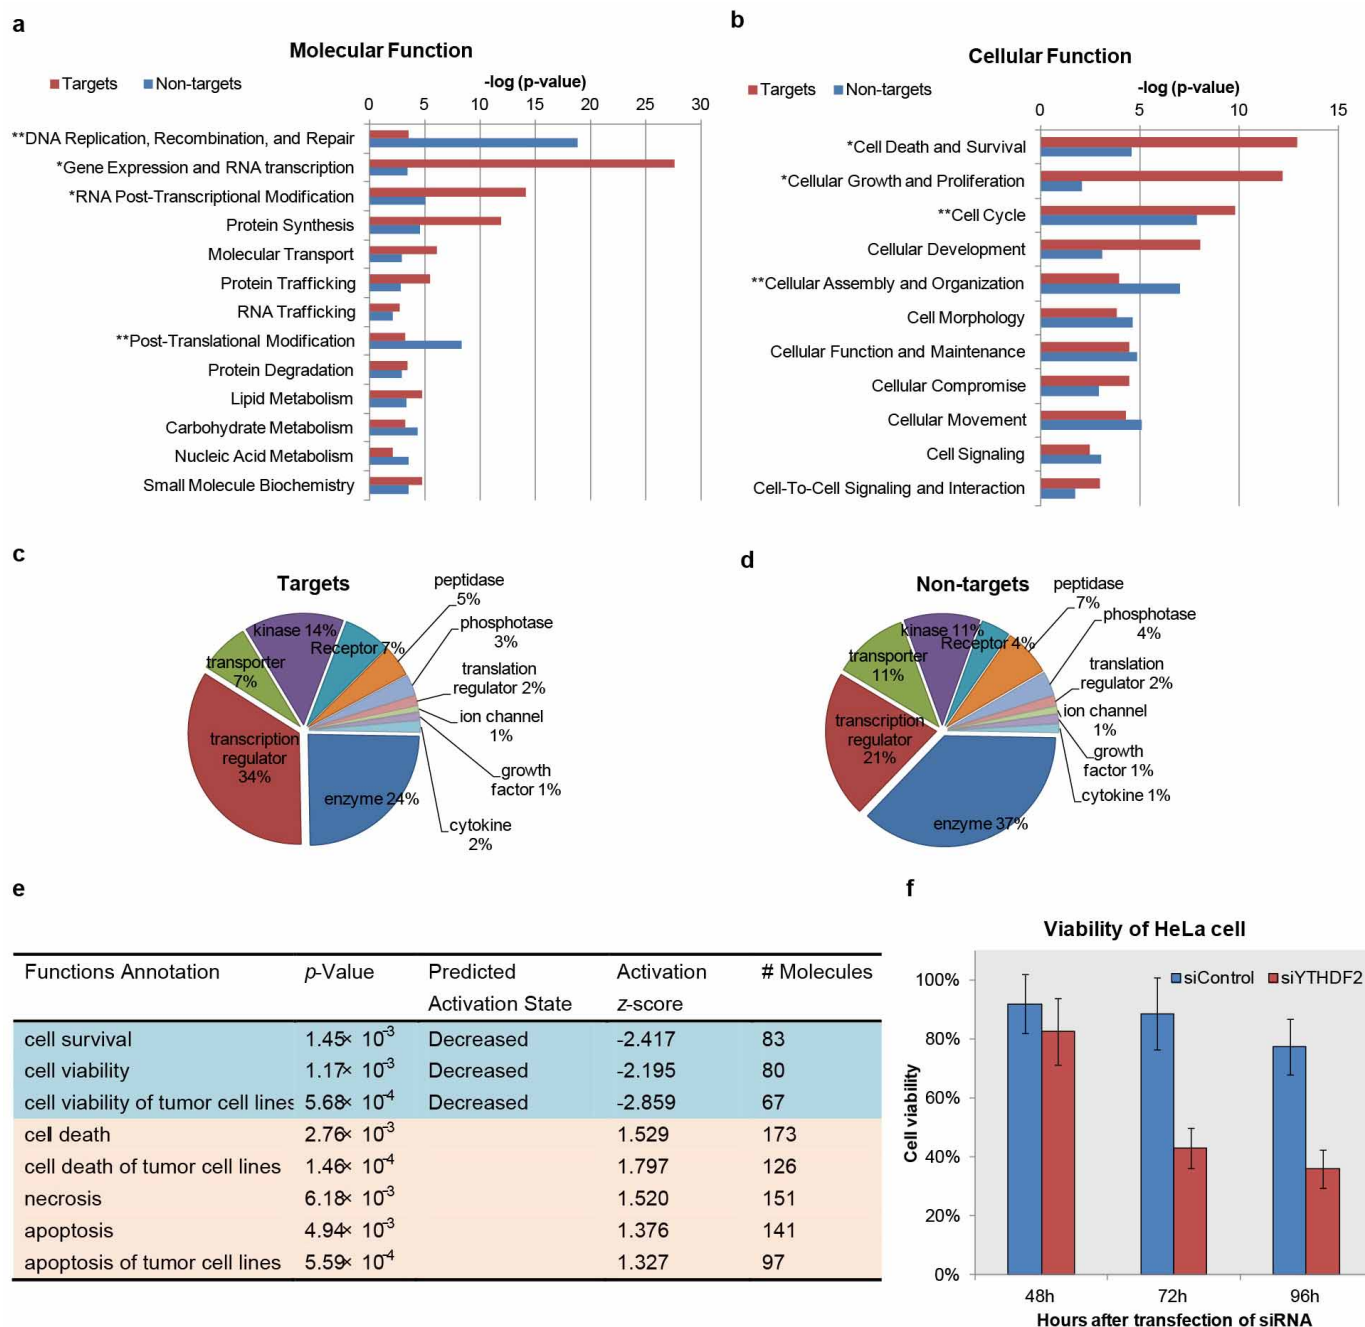 a
Molecular Function
Targets Non-targets
-log (p-value)
0 5 10 15 20 25 30
**DNA Replication, Recombination, and Repair
*Gene Expression and RNA transcription
*RNA Post-Transcriptional Modification
Protein Synthesis
Molecular Transport
Protein Trafficking
RNA Trafficking
**Post-Translational Modification
Protein Degradation
Lipid Metabolism
Carbohydrate Metabolism
Nucleic Acid Metabolism
Small Molecule Biochemistry
b
Cellular Function
Targets Non-targets
-log (p-value)
0 5 10 15
*Cell Death and Survival
*Cellular Growth and Proliferation
**Cell Cycle
Cellular Development
**Cellular Assembly and Organization
Cell Morphology
Cellular Function and Maintenance
Cellular Compromise
Cellular Movement
Cell Signaling
Cell-To-Cell Signaling and Interaction
c
Targets
peptidase
5%
phosphotase
3%
kinase 14%
Receptor 7%
transporter
7%
translation
regulator 2%
ion channel
1%
transcription
regulator
34%
growth
factor 1%
enzyme 24%
cytokine
2%
d
Non-targets
peptidase
7%
phosphotase
4%
kinase 11%
Receptor 4%
transporter
11%
translation
regulator 2%
ion channel
1%
transcription
regulator
21%
growth
factor 1%
cytokine 1%
enzyme 37%
e
Functions Annotation p-Value Predicted Activation # Molecules
Activation State z-score
cell survival 1.45× 10⁻³ Decreased -2.417 83
cell viability 1.17× 10⁻³ Decreased -2.195 80
cell viability of tumor cell lines 5.68× 10⁻⁴ Decreased -2.859 67
cell death 2.76× 10⁻³ 1.529 173
cell death of tumor cell lines 1.46× 10⁻⁴ 1.797 126
necrosis 6.18× 10⁻³ 1.520 151
apoptosis 4.94× 10⁻³ 1.376 141
apoptosis of tumor cell lines 5.59× 10⁻⁴ 1.327 97
f
Viability of HeLa cell
siControl siYTHDF2
Cell viability
100%
80%
60%
40%
20%
0%
48h 72h 96h
Hours after transfection of siRNA